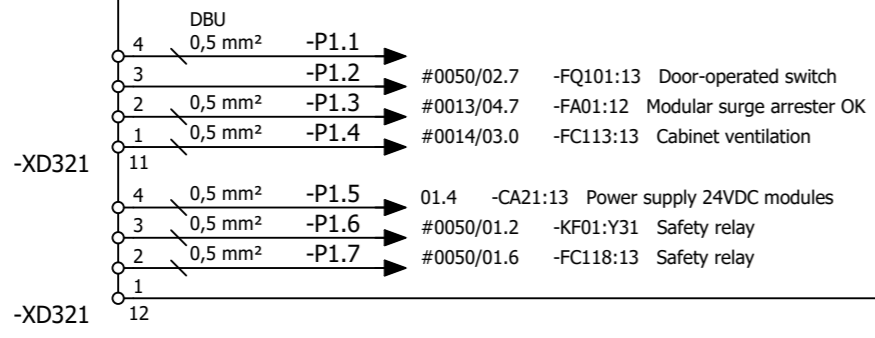 DBU
4 0,5 mm² -P1.1
3 -P1.2 #0050/02.7 -FQ101:13 Door-operated switch
2 0,5 mm² -P1.3 #0013/04.7 -FA01:12 Modular surge arrester OK
1 0,5 mm² -P1.4 #0014/03.0 -FC113:13 Cabinet ventilation
-XD321 11
4 0,5 mm² -P1.5 01.4 -CA21:13 Power supply 24VDC modules
3 0,5 mm² -P1.6 #0050/01.2 -KF01:Y31 Safety relay
2 0,5 mm² -P1.7 #0050/01.6 -FC118:13 Safety relay
1
-XD321 12